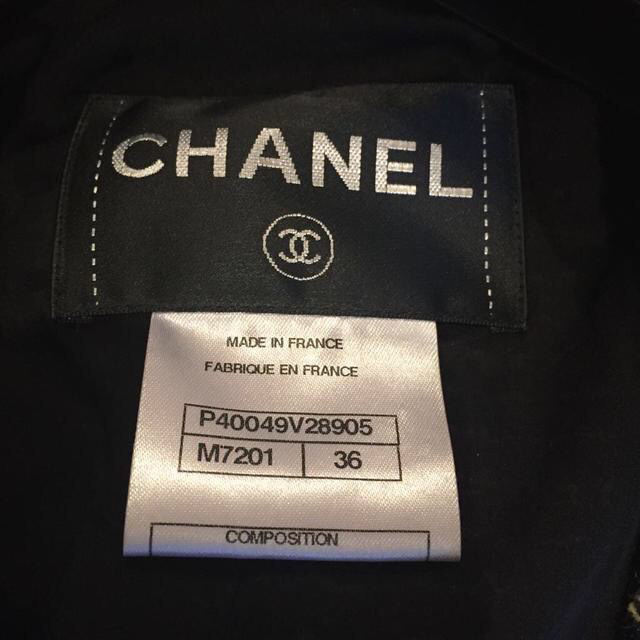 CHANEL
MADE IN FRANCE
FABRIQUE EN FRANCE
P40049V28905
M7201 36
COMPOSITION